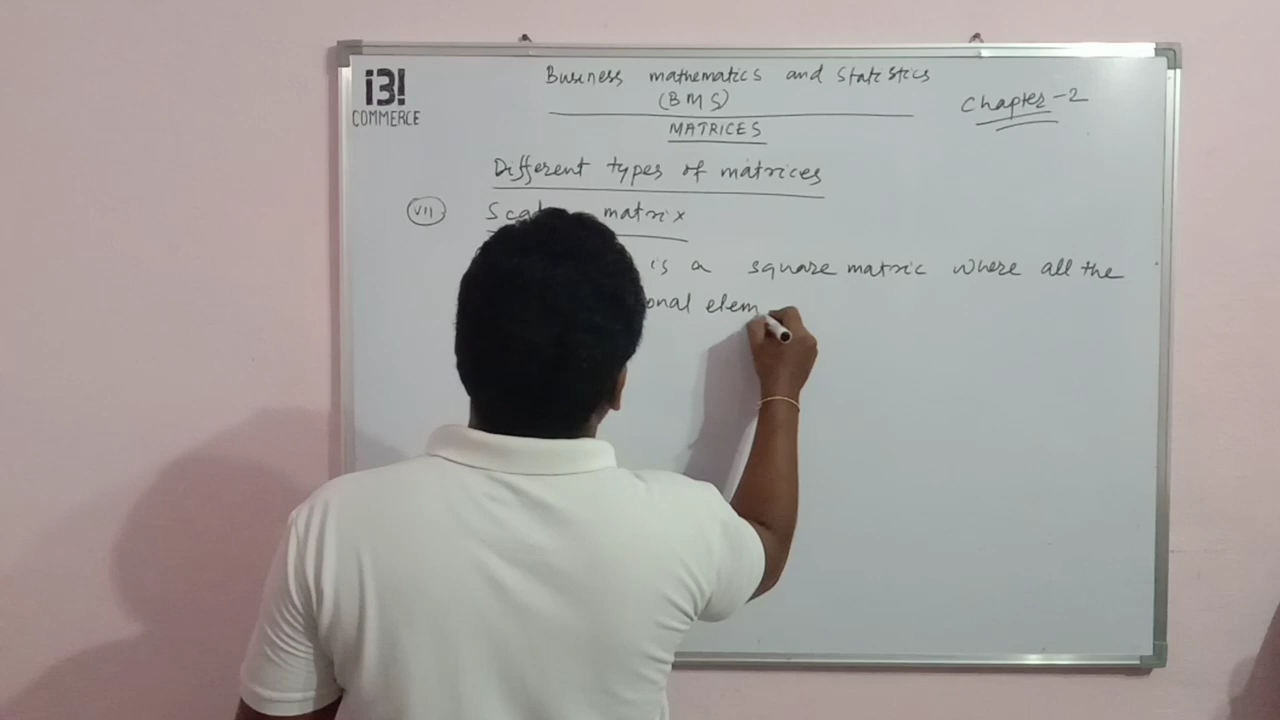 i3!
COMMERCE
Business mathematics and Statistics
(BMS)
Chapter-2
MATRICES
Different types of matrices
VII matrix
is a square matric where all the
onal elem